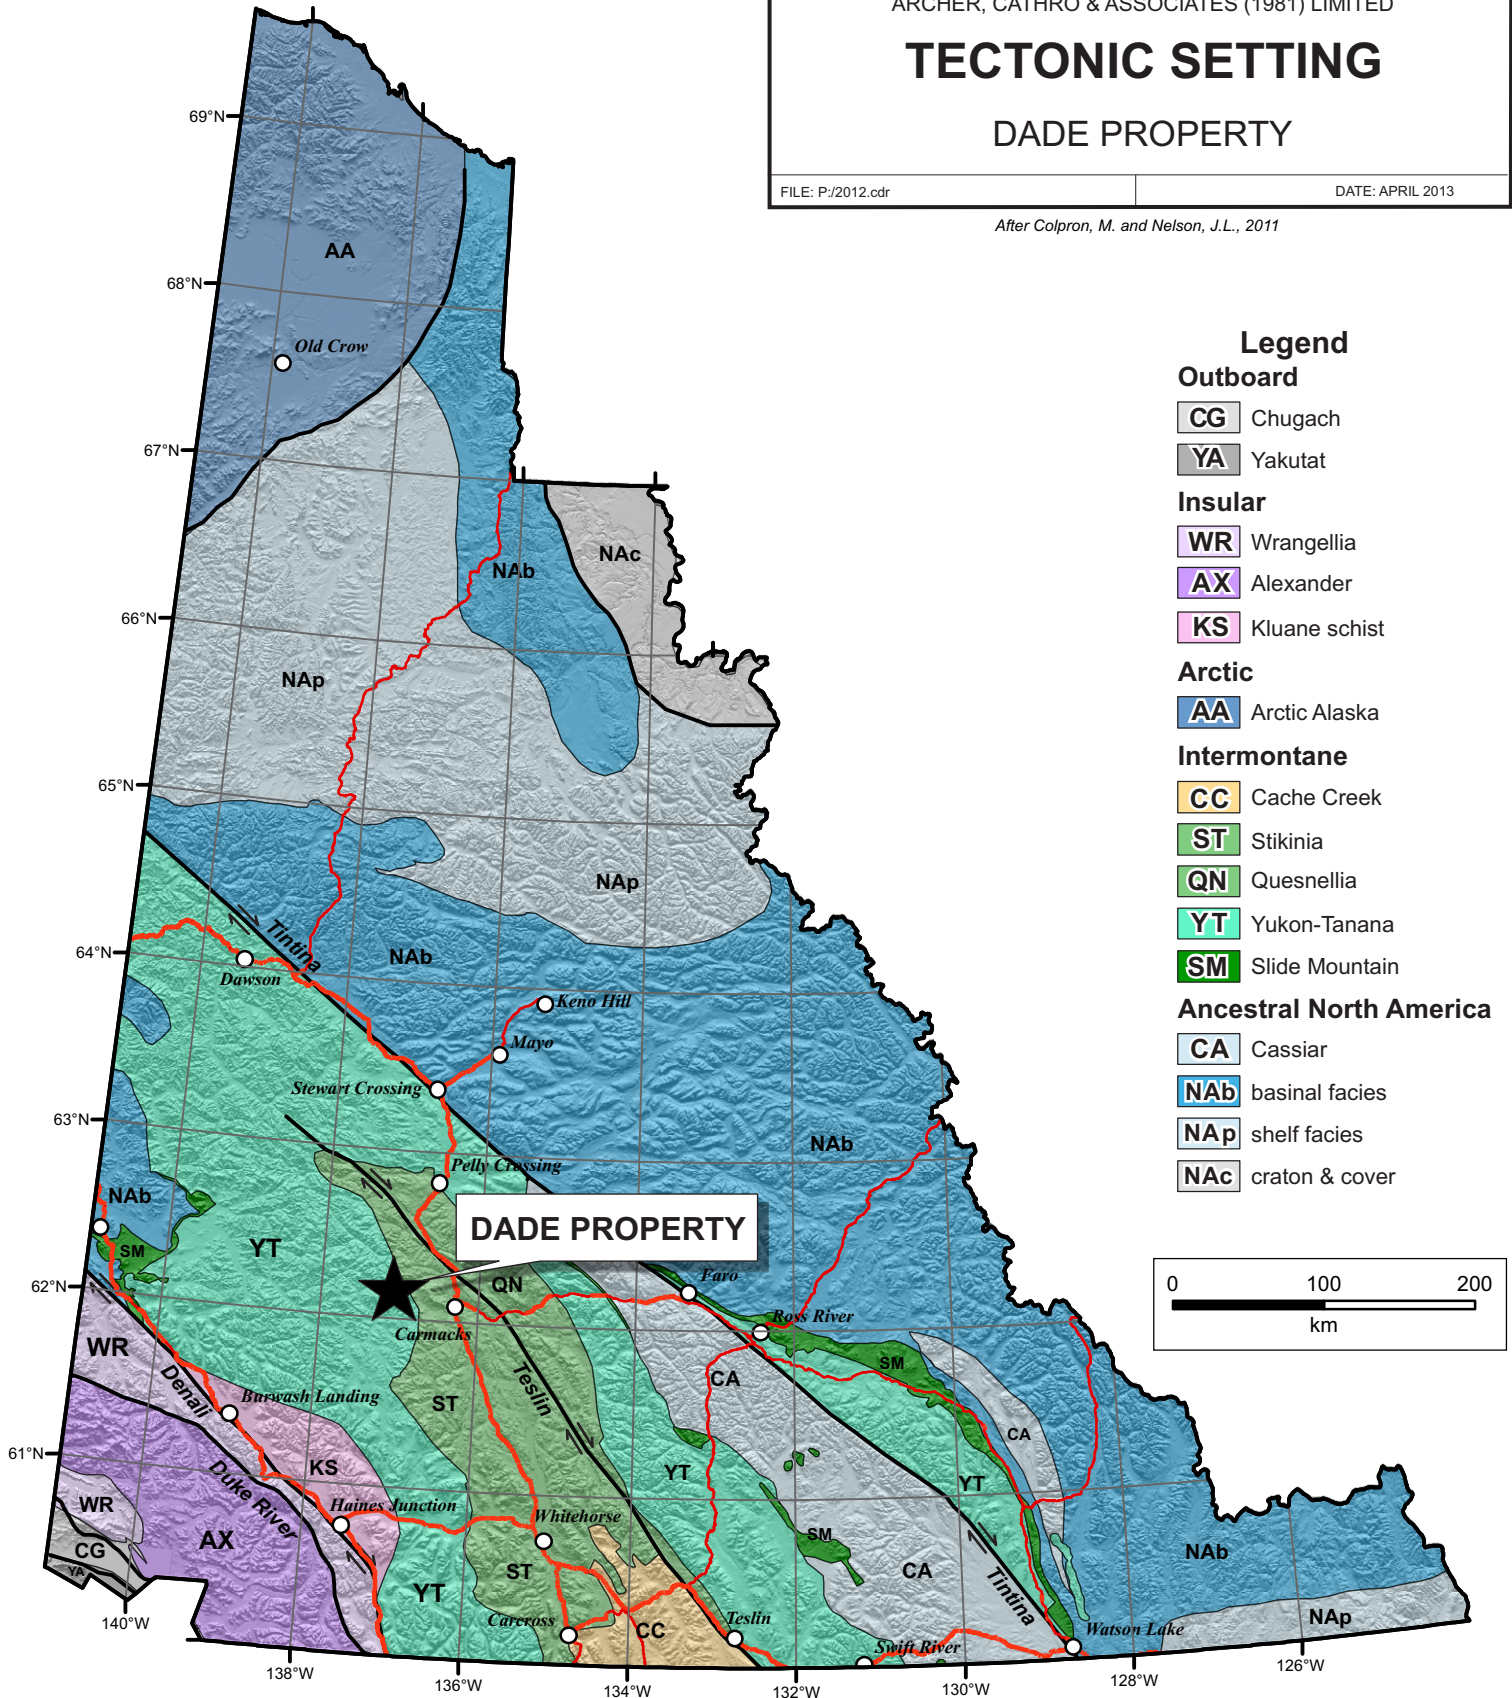 ARCHER, CATHRO & ASSOCIATES (1981) LIMITED
TECTONIC SETTING
DADE PROPERTY
FILE: P:/2012.cdr
DATE: APRIL 2013
After Colpron, M. and Nelson, J.L., 2011
Legend
Outboard
CG Chugach
YA Yakutat
Insular
WR Wrangellia
AX Alexander
KS Kluane schist
Arctic
AA Arctic Alaska
Intermontane
CC Cache Creek
ST Stikinia
QN Quesnellia
YT Yukon-Tanana
SM Slide Mountain
Ancestral North America
CA Cassiar
NAb basinal facies
NAp shelf facies
NAc craton & cover
0 100 200
km
69°N
AA
68°N
Old Crow
67°N
NAc
NAb
66°N
NAp
65°N
NAp
Tintina
64°N
NAb
Dawson
Keno Hill
Mayo
Stewart Crossing
63°N
NAb
Pelly Crossing
NAb
DADE PROPERTY
YT
SM
62°N
QN
Faro
Carmacks
Ross River
WR
SM
Denali
Burwash Landing
Teslin
CA
ST
CA
61°N
KS
YT
YT
Duke River
WR
Haines Junction
Whitehorse
AX
SM
CG
NAb
YA
ST
CA
YT
Tintina
Carcross
CC
Teslin
Swift River
Watson Lake
NAp
140°W
138°W
136°W
134°W
132°W
130°W
128°W
126°W